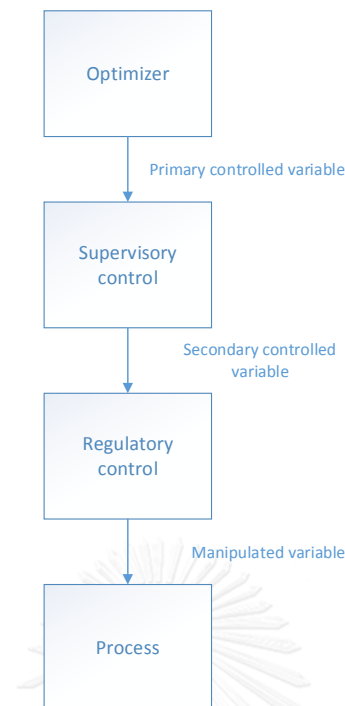 Optimizer
Primary controlled variable
Supervisory
control
Secondary controlled
variable
Regulatory
control
Manipulated variable
Process